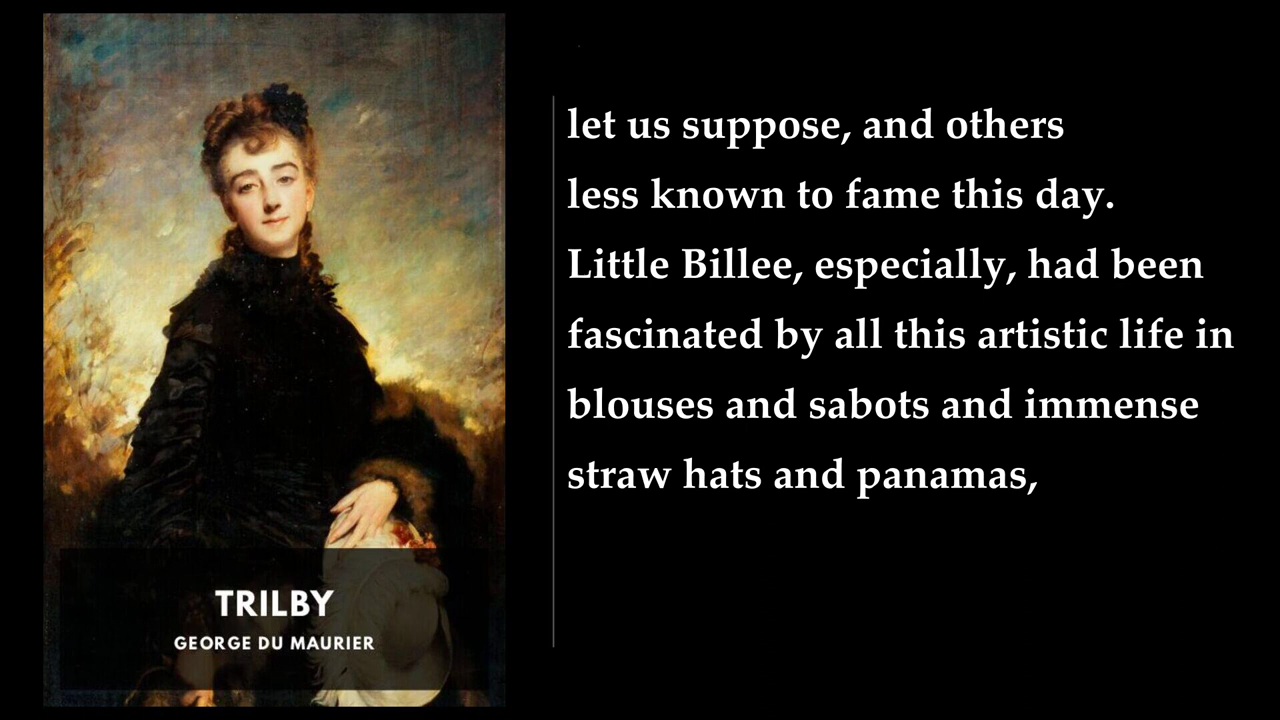 TRILBY
GEORGE DU MAURIER
let us suppose, and others
less known to fame this day.
Little Billee, especially, had been
fascinated by all this artistic life in
blouses and sabots and immense
straw hats and panamas,